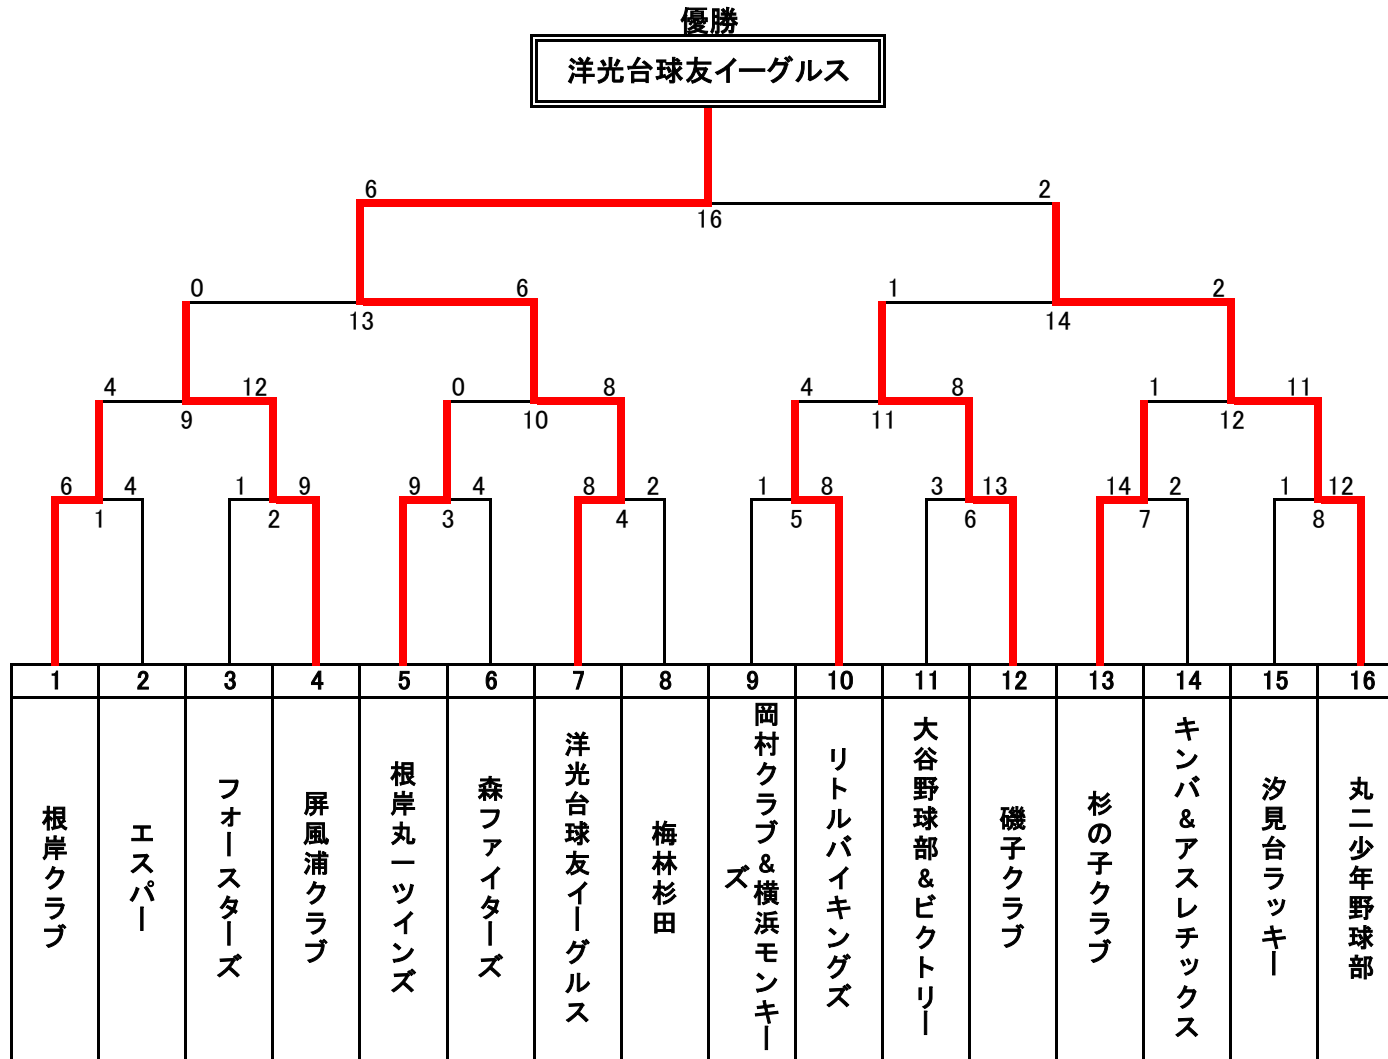 優勝
洋光台球友イーグルス
6 2
16
0 6 1 2
13 14
4 12 0 8 4 8 1 11
9 10 11 12
6 4 1 9 9 4 8 2 1 8 3 13 14 2 1 12
1 2 3 4 5 6 7 8
1 2 3 4 5 6 7 8 9 10 11 12 13 14 15 16
根岸クラブ
エスパー
フォースターズ
屏風浦クラブ
根岸丸一ツインズ
森ファイターズ
洋光台球友イーグルス
梅林杉田
岡村クラブ&横浜モンキー
ズ
リトルバイキングズ
大谷野球部&ビクトリー
磯子クラブ
杉の子クラブ
キンバ&アスレチックス
汐見台ラッキー
丸二少年野球部